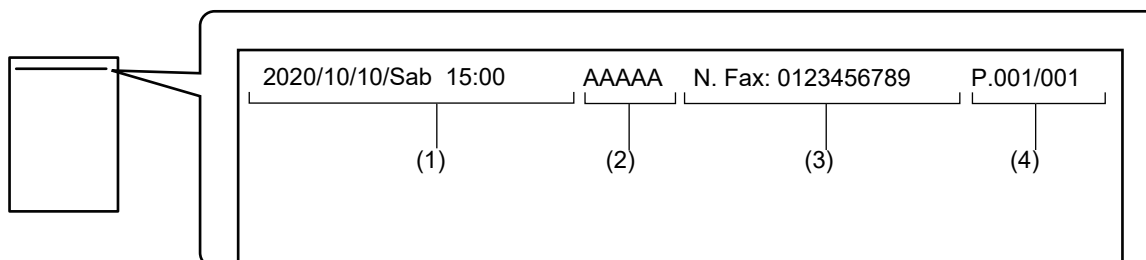 2020/10/10/Sab 15:00 AAAAA N. Fax: 0123456789 P.001/001
(1) (2) (3) (4)